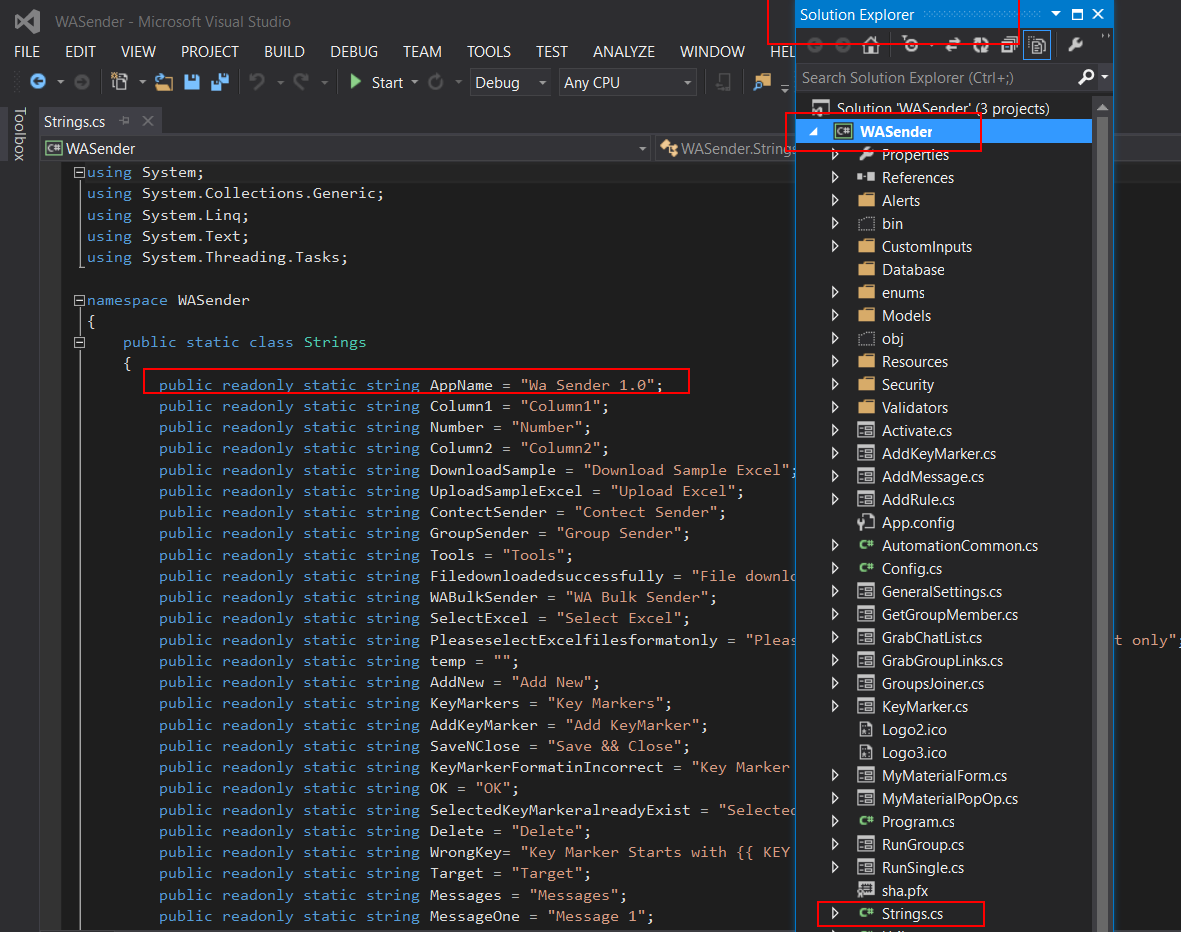 WASender - Microsoft Visual Studio
FILE EDIT VIEW PROJECT BUILD DEBUG TEAM TOOLS TEST ANALYZE WINDOW HEL
Start Debug Any CPU
Toolbox
Strings.cs
C# WASender WASender.Strings
using System;
using System.Collections.Generic;
using System.Linq;
using System.Text;
using System.Threading.Tasks;
namespace WASender
{
public static class Strings
{
public readonly static string AppName = "Wa Sender 1.0";
public readonly static string Column1 = "Column1";
public readonly static string Number = "Number";
public readonly static string Column2 = "Column2";
public readonly static string DownloadSample = "Download Sample Excel";
public readonly static string UploadSampleExcel = "Upload Excel";
public readonly static string ContectSender = "Contect Sender";
public readonly static string GroupSender = "Group Sender";
public readonly static string Tools = "Tools";
public readonly static string Filedownloadedsuccessfully = "File downlo
public readonly static string WABulkSender = "WA Bulk Sender";
public readonly static string SelectExcel = "Select Excel";
public readonly static string PleaseselectExcelfilesformatonly = "Pleas t only";
public readonly static string temp = "";
public readonly static string AddNew = "Add New";
public readonly static string KeyMarkers = "Key Markers";
public readonly static string AddKeyMarker = "Add KeyMarker";
public readonly static string SaveNClose = "Save && Close";
public readonly static string KeyMarkerFormatinIncorrect = "Key Marker
public readonly static string OK = "OK";
public readonly static string SelectedKeyMarkeralreadyExist = "Selected
public readonly static string Delete = "Delete";
public readonly static string WrongKey= "Key Marker Starts with {{ KEY
public readonly static string Target = "Target";
public readonly static string Messages = "Messages";
public readonly static string MessageOne = "Message 1";
Solution Explorer
Search Solution Explorer (Ctrl+;)
Solution 'WASender' (3 projects)
C# WASender
Properties
References
Alerts
bin
CustomInputs
Database
enums
Models
obj
Resources
Security
Validators
Activate.cs
AddKeyMarker.cs
AddMessage.cs
AddRule.cs
App.config
C# AutomationCommon.cs
C# Config.cs
GeneralSettings.cs
GetGroupMember.cs
GrabChatList.cs
GrabGroupLinks.cs
GroupsJoiner.cs
KeyMarker.cs
Logo2.ico
Logo3.ico
MyMaterialForm.cs
MyMaterialPopOp.cs
C# Program.cs
RunGroup.cs
RunSingle.cs
sha.pfx
C# Strings.cs